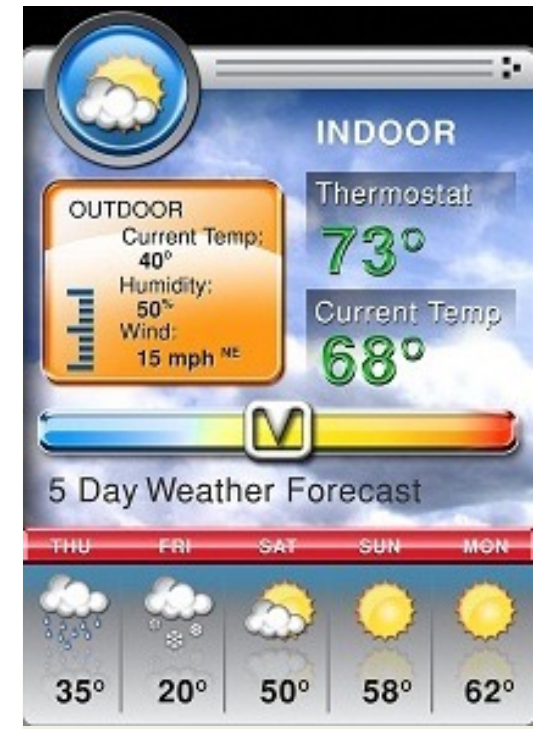 INDOOR
Thermostat
73°
Current Temp
68°
OUTDOOR
Current Temp:
40°
Humidity:
50%
Wind:
15 mph NE
5 Day Weather Forecast
THU FRI SAT SUN MON
35° 20° 50° 58° 62°